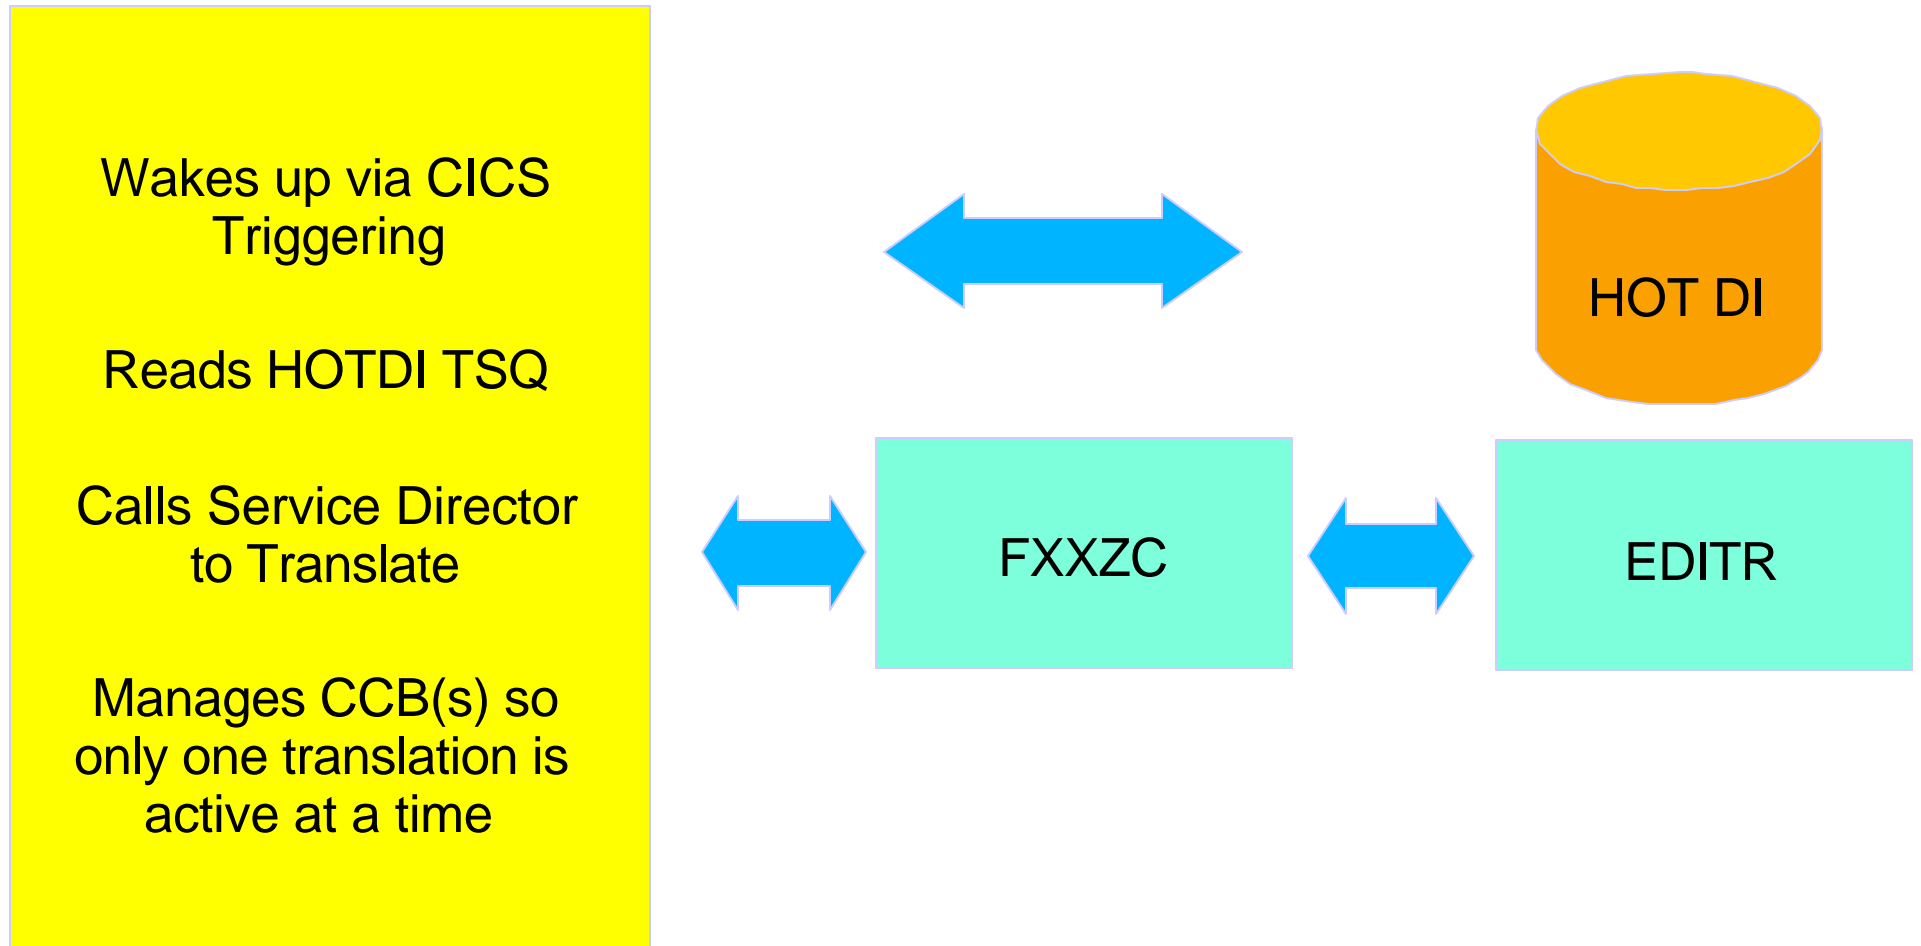 Wakes up via CICS
Triggering
Reads HOTDI TSQ
Calls Service Director
to Translate
Manages CCB(s) so
only one translation is
active at a time
HOT DI
FXXZC
EDITR